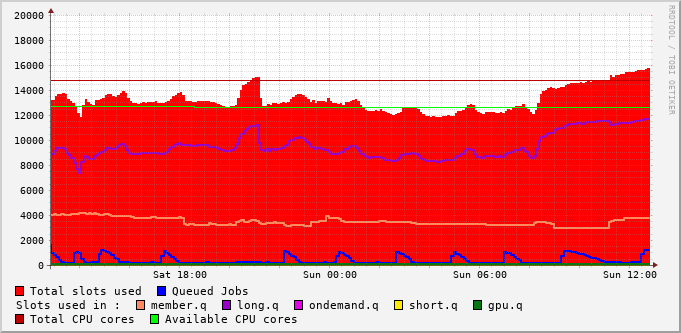 20000
18000
16000
14000
12000
10000
8000
6000
4000
2000
0
Sat 18:00 Sun 00:00 Sun 06:00 Sun 12:00
Total slots used Queued Jobs
Slots used in : member.q long.q ondemand.q short.q gpu.q
Total CPU cores Available CPU cores
RRDTOOL / TOBI OETIKER